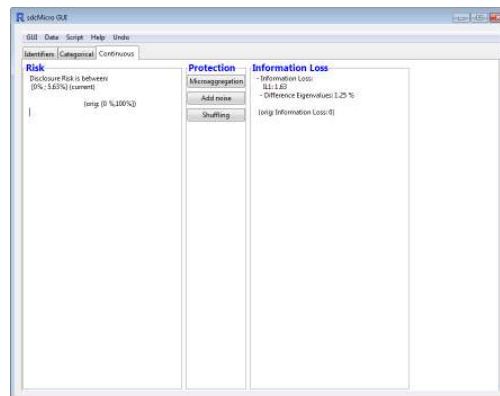 sdcMicro GUI
GUI Data Script Help Undo
Identifiers Categorical Continuous
Risk
Disclosure Risk is between:
[0% ; 5.63%] (current)
(orig: [0 %,100%])
Protection
Microaggregation
Add noise
Shuffling
Information Loss
- Information Loss:
IL1: 1.63
- Difference Eigenvalues: 1.25 %
(orig: Information Loss: 0)